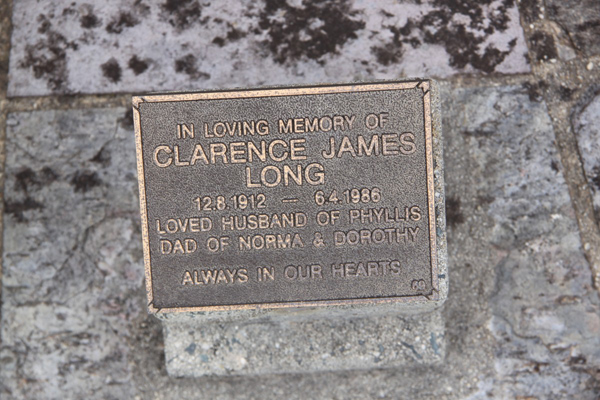 IN LOVING MEMORY OF
CLARENCE JAMES
LONG
12.8.1912 — 6.4.1986
LOVED HUSBAND OF PHYLLIS
DAD OF NORMA & DOROTHY
ALWAYS IN OUR HEARTS